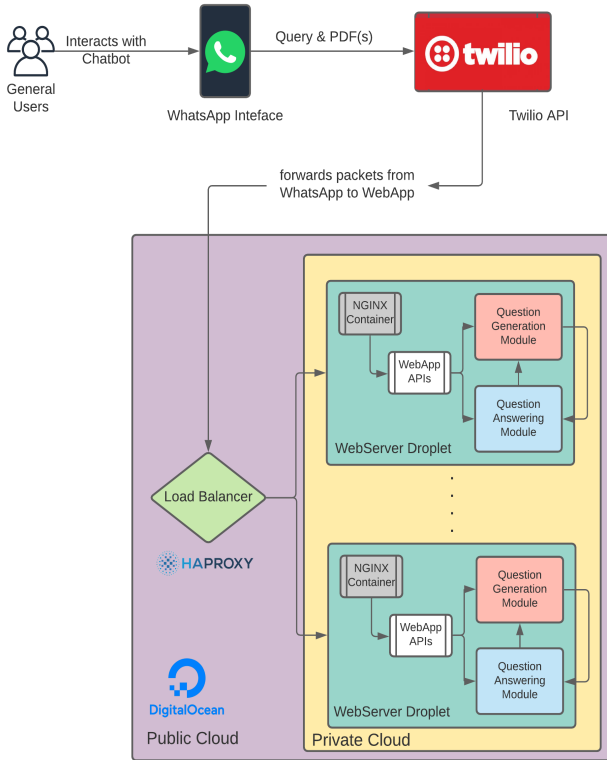 Interacts with
Chatbot
Query & PDF(s)
twilio
General
Users
WhatsApp Inteface
Twilio API
forwards packets from
WhatsApp to WebApp
NGINX
Container
WebApp
APIs
Question
Generation
Module
Question
Answering
Module
WebServer Droplet
Load Balancer
HAPROXY
NGINX
Container
WebApp
APIs
Question
Generation
Module
Question
Answering
Module
WebServer Droplet
DigitalOcean
Public Cloud
Private Cloud